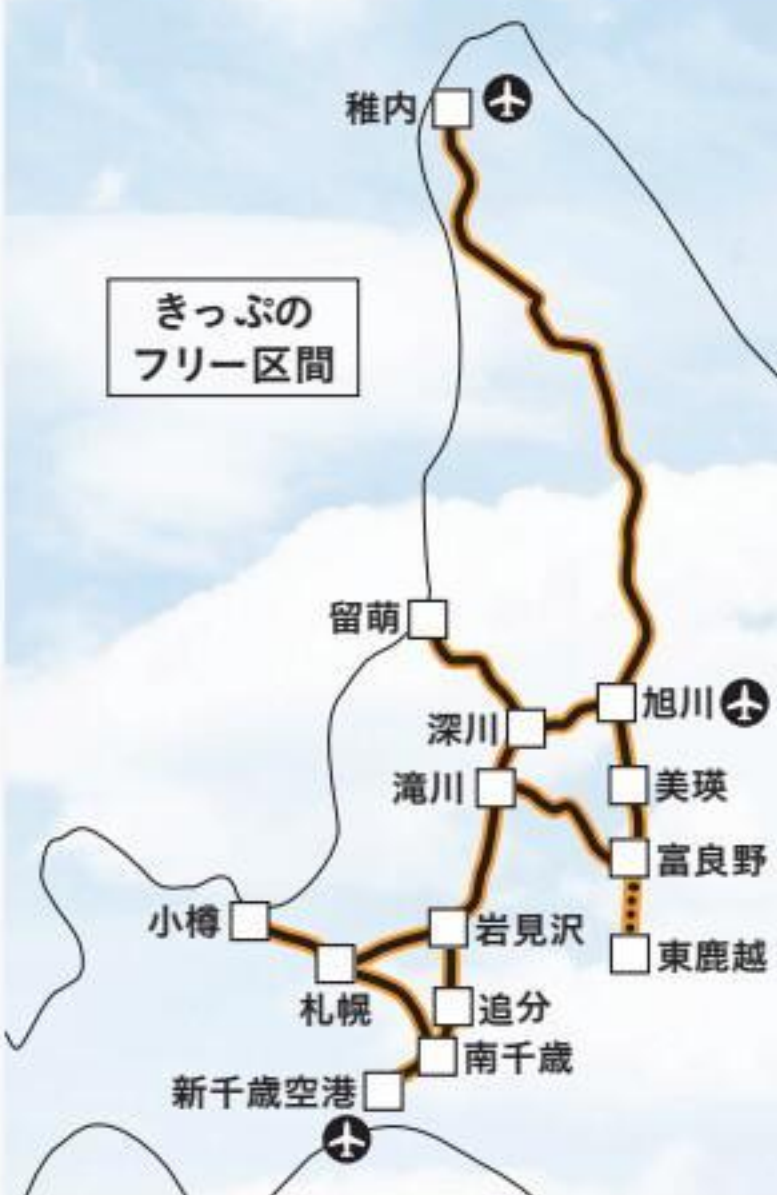 稚内
きっぷの
フリー区間
留萌
旭川
深川
滝川
美瑛
富良野
小樽
岩見沢
東鹿越
札幌
追分
南千歳
新千歳空港